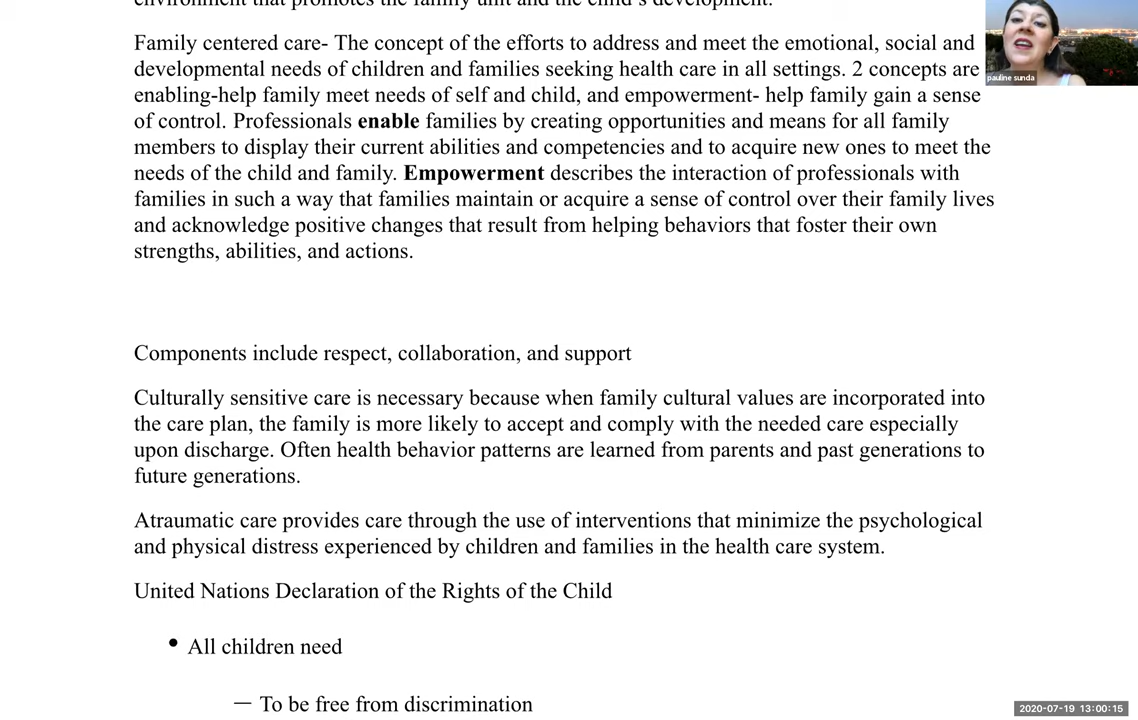 environment that promotes the family unit and the child's development.
Family centered care- The concept of the efforts to address and meet the emotional, social and
developmental needs of children and families seeking health care in all settings. 2 concepts are
enabling-help family meet needs of self and child, and empowerment- help family gain a sense
of control. Professionals enable families by creating opportunities and means for all family
members to display their current abilities and competencies and to acquire new ones to meet the
needs of the child and family. Empowerment describes the interaction of professionals with
families in such a way that families maintain or acquire a sense of control over their family lives
and acknowledge positive changes that result from helping behaviors that foster their own
strengths, abilities, and actions.
Components include respect, collaboration, and support
Culturally sensitive care is necessary because when family cultural values are incorporated into
the care plan, the family is more likely to accept and comply with the needed care especially
upon discharge. Often health behavior patterns are learned from parents and past generations to
future generations.
Atraumatic care provides care through the use of interventions that minimize the psychological
and physical distress experienced by children and families in the health care system.
United Nations Declaration of the Rights of the Child
• All children need
— To be free from discrimination
pauline sunda
2020-07-19 13:00:15